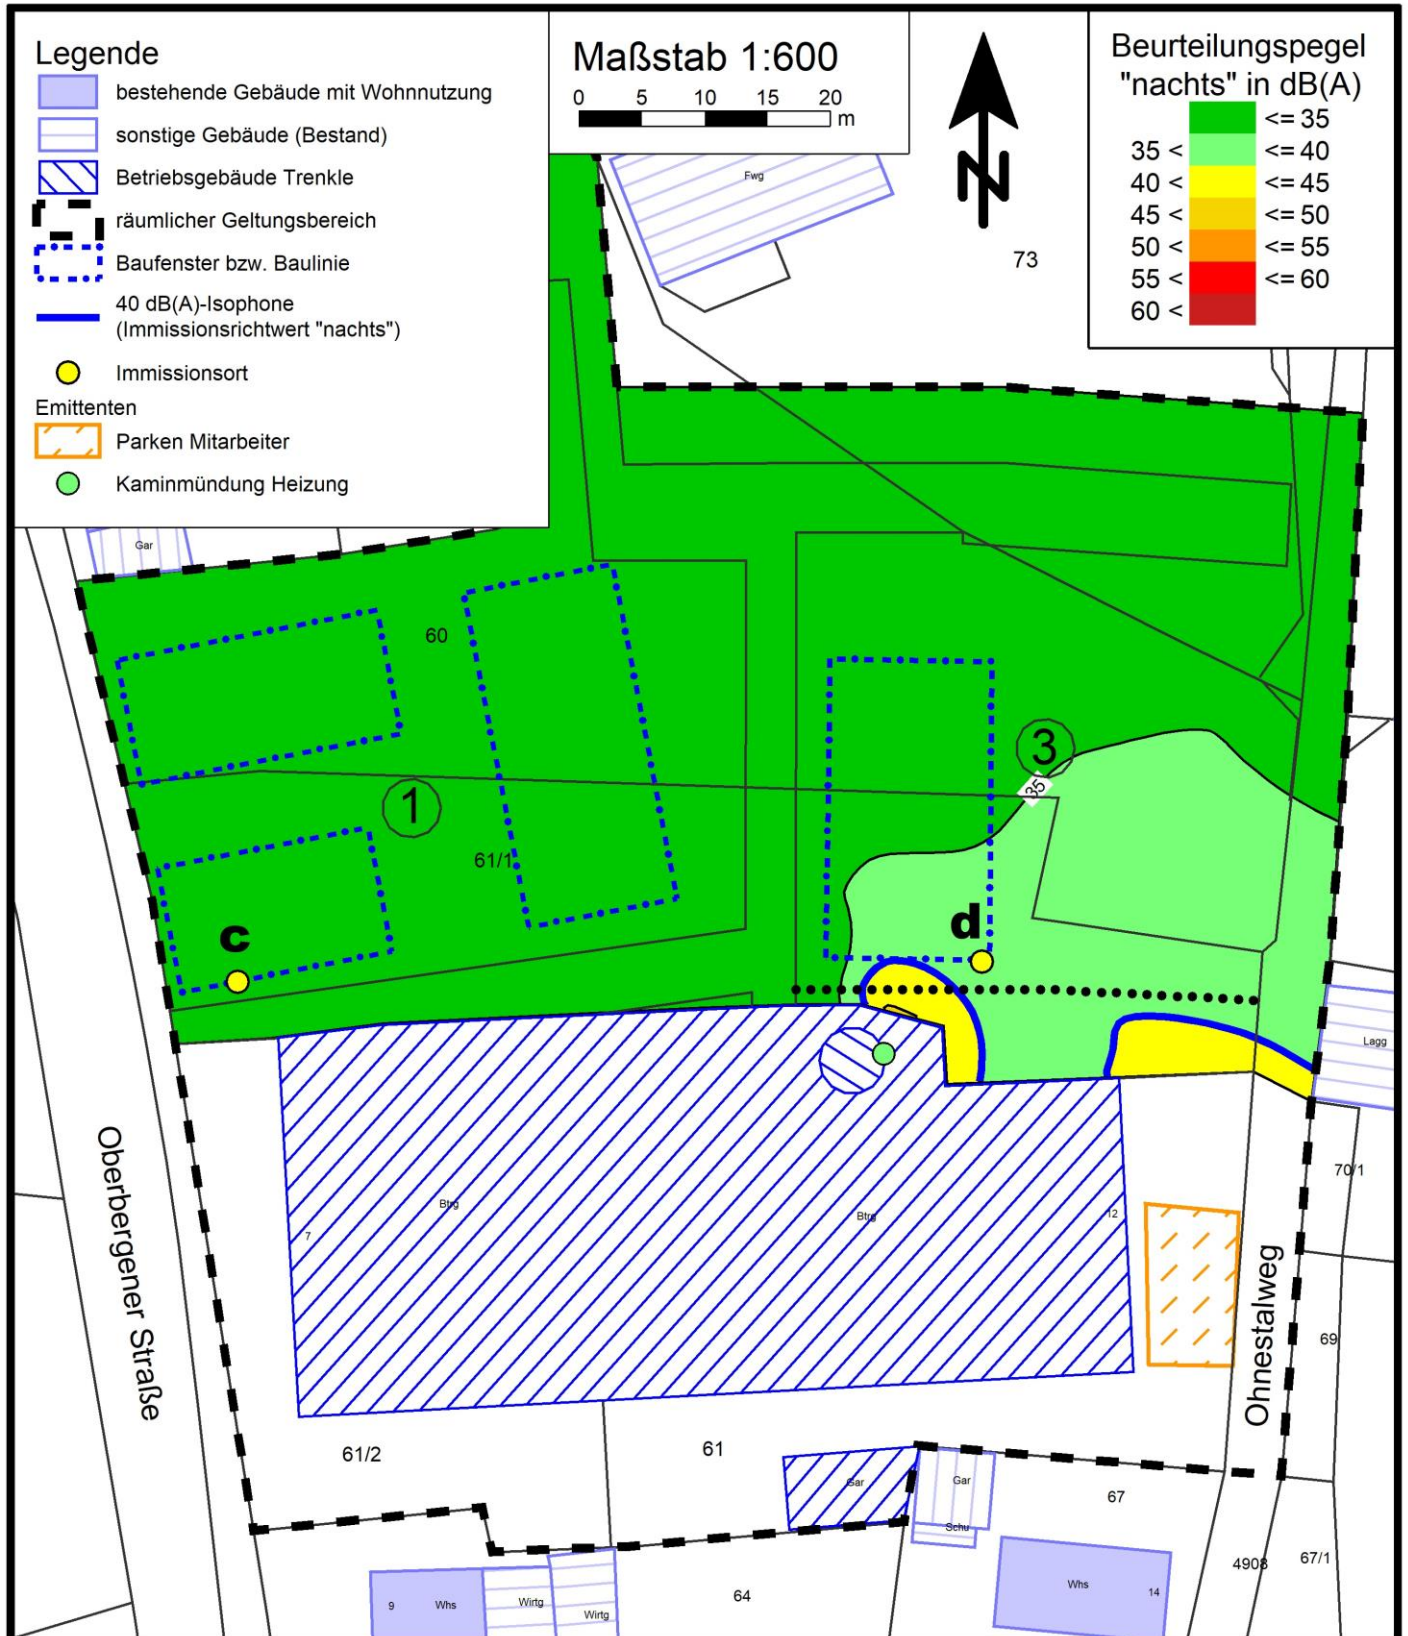 Legende
bestehende Gebäude mit Wohnnutzung
sonstige Gebäude (Bestand)
Betriebsgebäude Trenkle
räumlicher Geltungsbereich
Baufenster bzw. Baulinie
40 dB(A)-Isophone
(Immissionsrichtwert "nachts")
Immissionsort
Emittenten
Parken Mitarbeiter
Kaminmündung Heizung
Maßstab 1:600
0 5 10 15 20
m
N
Beurteilungspegel
"nachts" in dB(A)
<= 35
35 < <= 40
40 < <= 45
45 < <= 50
50 < <= 55
55 < <= 60
60 <
Fwg
73
Gar
60
3
35
1
61/1
c
d
Lagg
Oberbergener Straße
Btrg
Btrg
7
12
70/1
Ohnestalweg
69
61/2
61
Gar
Gar
Schu
67
4908
67/1
9
Whs
Wirtg
Wirtg
64
Whs
14